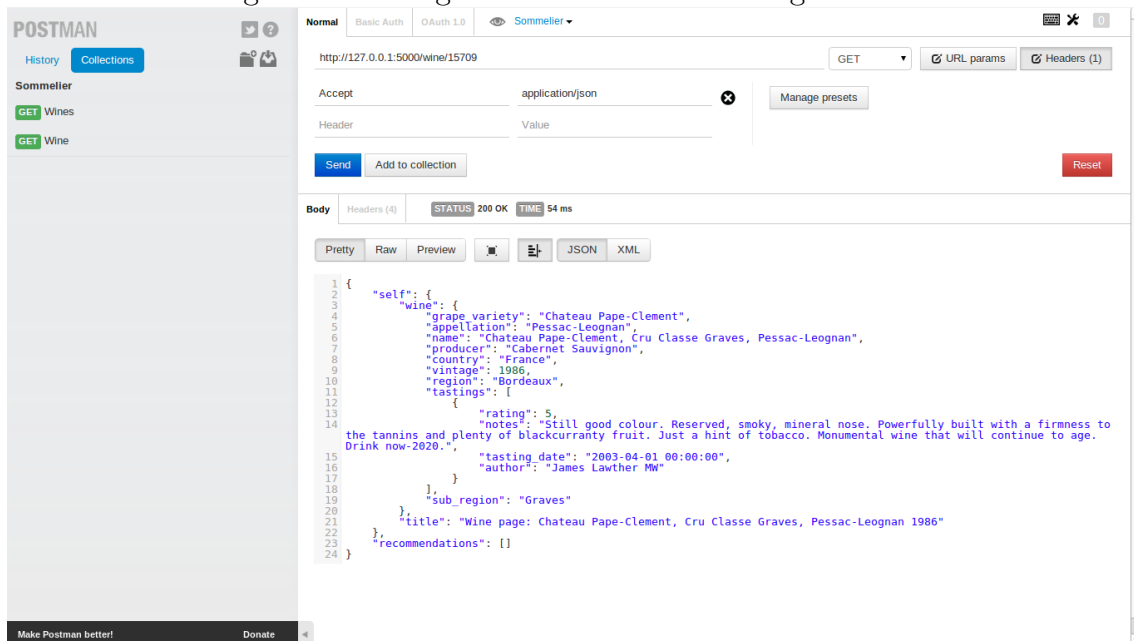 POSTMAN
History Collections
Sommelier
GET Wines
GET Wine
Make Postman better! Donate
Normal Basic Auth OAuth 1.0 Sommelier 0
http://127.0.0.1:5000/wine/15709 GET URL params Headers (1)
Accept application/json Manage presets
Header Value
Send Add to collection Reset
Body Headers (4) STATUS 200 OK TIME 54 ms
Pretty Raw Preview JSON XML
1 {
2 "self": {
3 "wine": {
4 "grape_variety": "Chateau Pape-Clement",
5 "appellation": "Pessac-Leognan",
6 "name": "Chateau Pape-Clement, Cru Classe Graves, Pessac-Leognan",
7 "producer": "Cabernet Sauvignon",
8 "country": "France",
9 "vintage": 1986,
10 "region": "Bordeaux",
11 "tastings": [
12 {
13 "rating": 5,
14 "notes": "Still good colour. Reserved, smoky, mineral nose. Powerfully built with a firmness to
the tannins and plenty of blackcurranty fruit. Just a hint of tobacco. Monumental wine that will continue to age.
Drink now-2020.",
15 "tasting_date": "2003-04-01 00:00:00",
16 "author": "James Lawther MW"
17 }
18 ],
19 "sub_region": "Graves"
20 },
21 "title": "Wine page: Chateau Pape-Clement, Cru Classe Graves, Pessac-Leognan 1986"
22 },
23 "recommendations": []
24 }